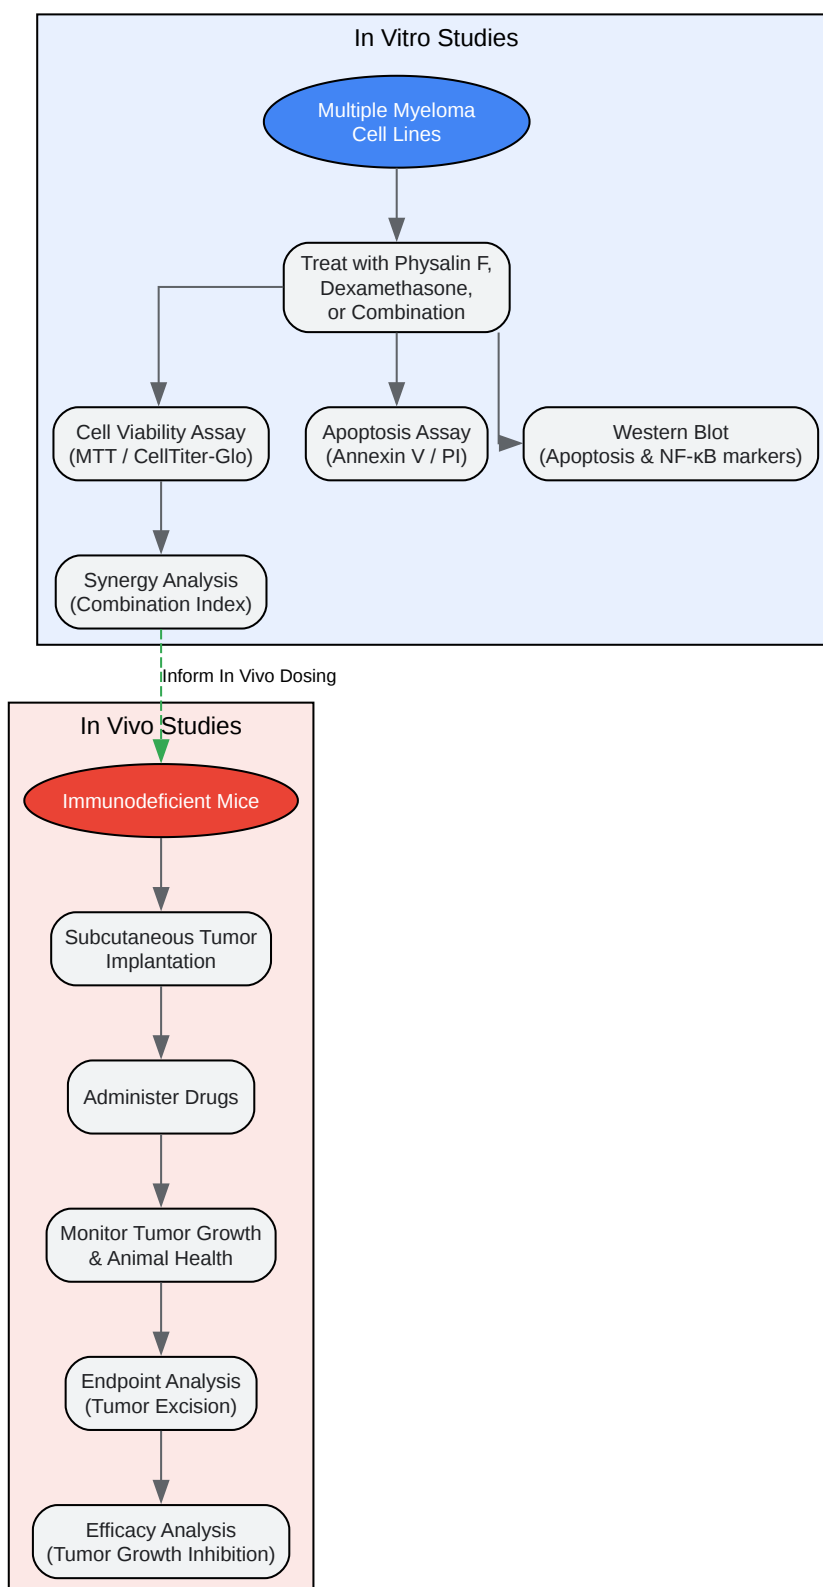 In Vitro Studies
Multiple Myeloma
Cell Lines
Treat with Physalin F,
Dexamethasone,
or Combination
Cell Viability Assay
(MTT / CellTiter-Glo)
Apoptosis Assay
(Annexin V / PI)
Western Blot
(Apoptosis & NF-κB markers)
Synergy Analysis
(Combination Index)
Inform In Vivo Dosing
In Vivo Studies
Immunodeficient Mice
Subcutaneous Tumor
Implantation
Administer Drugs
Monitor Tumor Growth
& Animal Health
Endpoint Analysis
(Tumor Excision)
Efficacy Analysis
(Tumor Growth Inhibition)